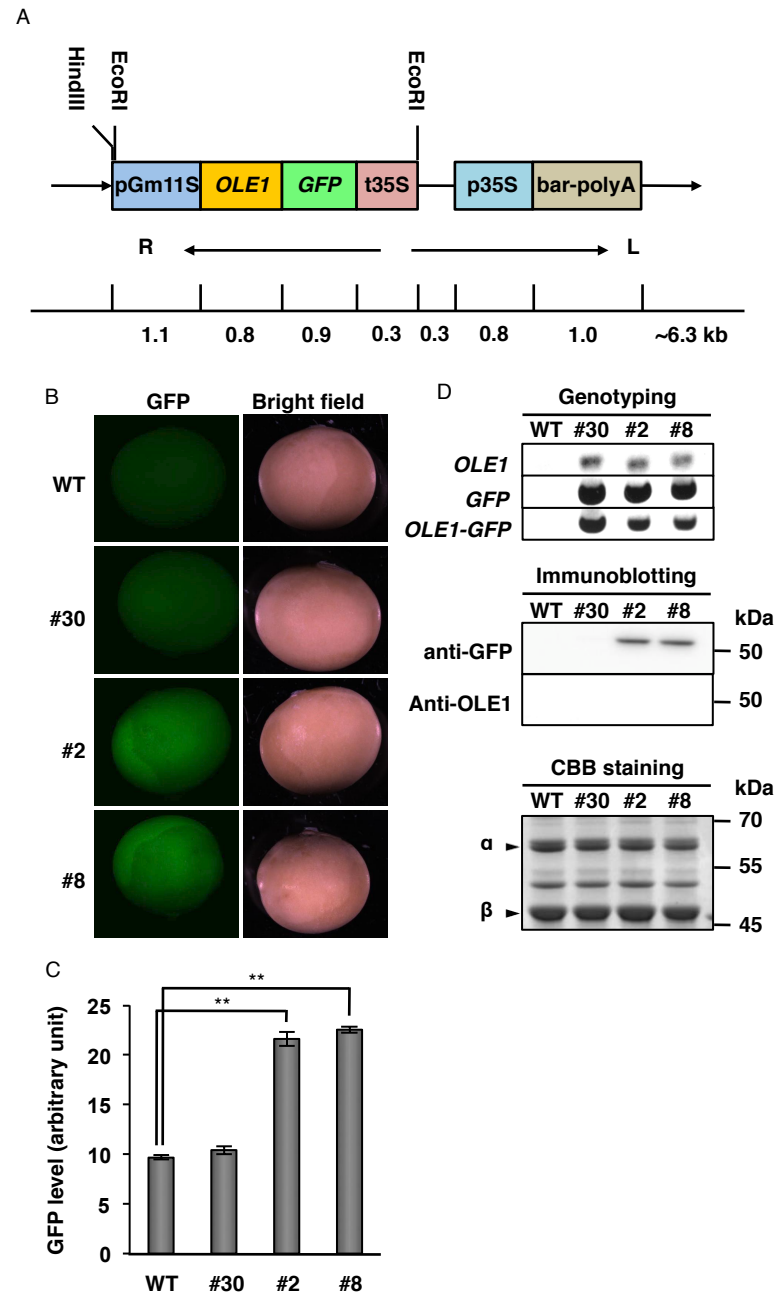 A
HindIII
EcoRI
EcoRI
pGm11S OLE1 GFP t35S p35S bar-polyA
R L
1.1 0.8 0.9 0.3 0.3 0.8 1.0 ~6.3 kb
B
GFP Bright field
WT
#30
#2
#8
C
** 
**
GFP level (arbitrary unit)
25
20
15
10
5
0
WT #30 #2 #8
D
Genotyping
WT #30 #2 #8
OLE1
GFP
OLE1-GFP
Immunoblotting
WT #30 #2 #8 kDa
anti-GFP 50
Anti-OLE1 50
CBB staining
WT #30 #2 #8 kDa
70
α
55
β
45